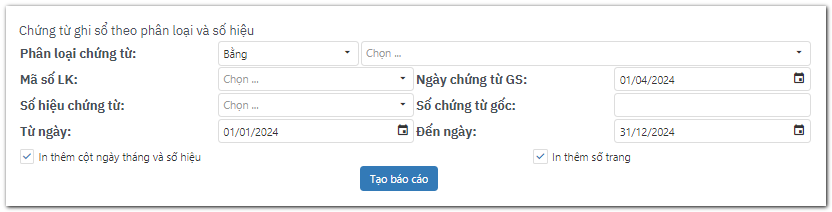 Chứng từ ghi sổ theo phân loại và số hiệu
Phân loại chứng từ: Bằng Chọn ...
Mã số LK: Chọn ... Ngày chứng từ GS: 01/04/2024
Số hiệu chứng từ: Chọn ... Số chứng từ gốc:
Từ ngày: 01/01/2024 Đến ngày: 31/12/2024
In thêm cột ngày tháng và số hiệu In thêm số trang
Tạo báo cáo